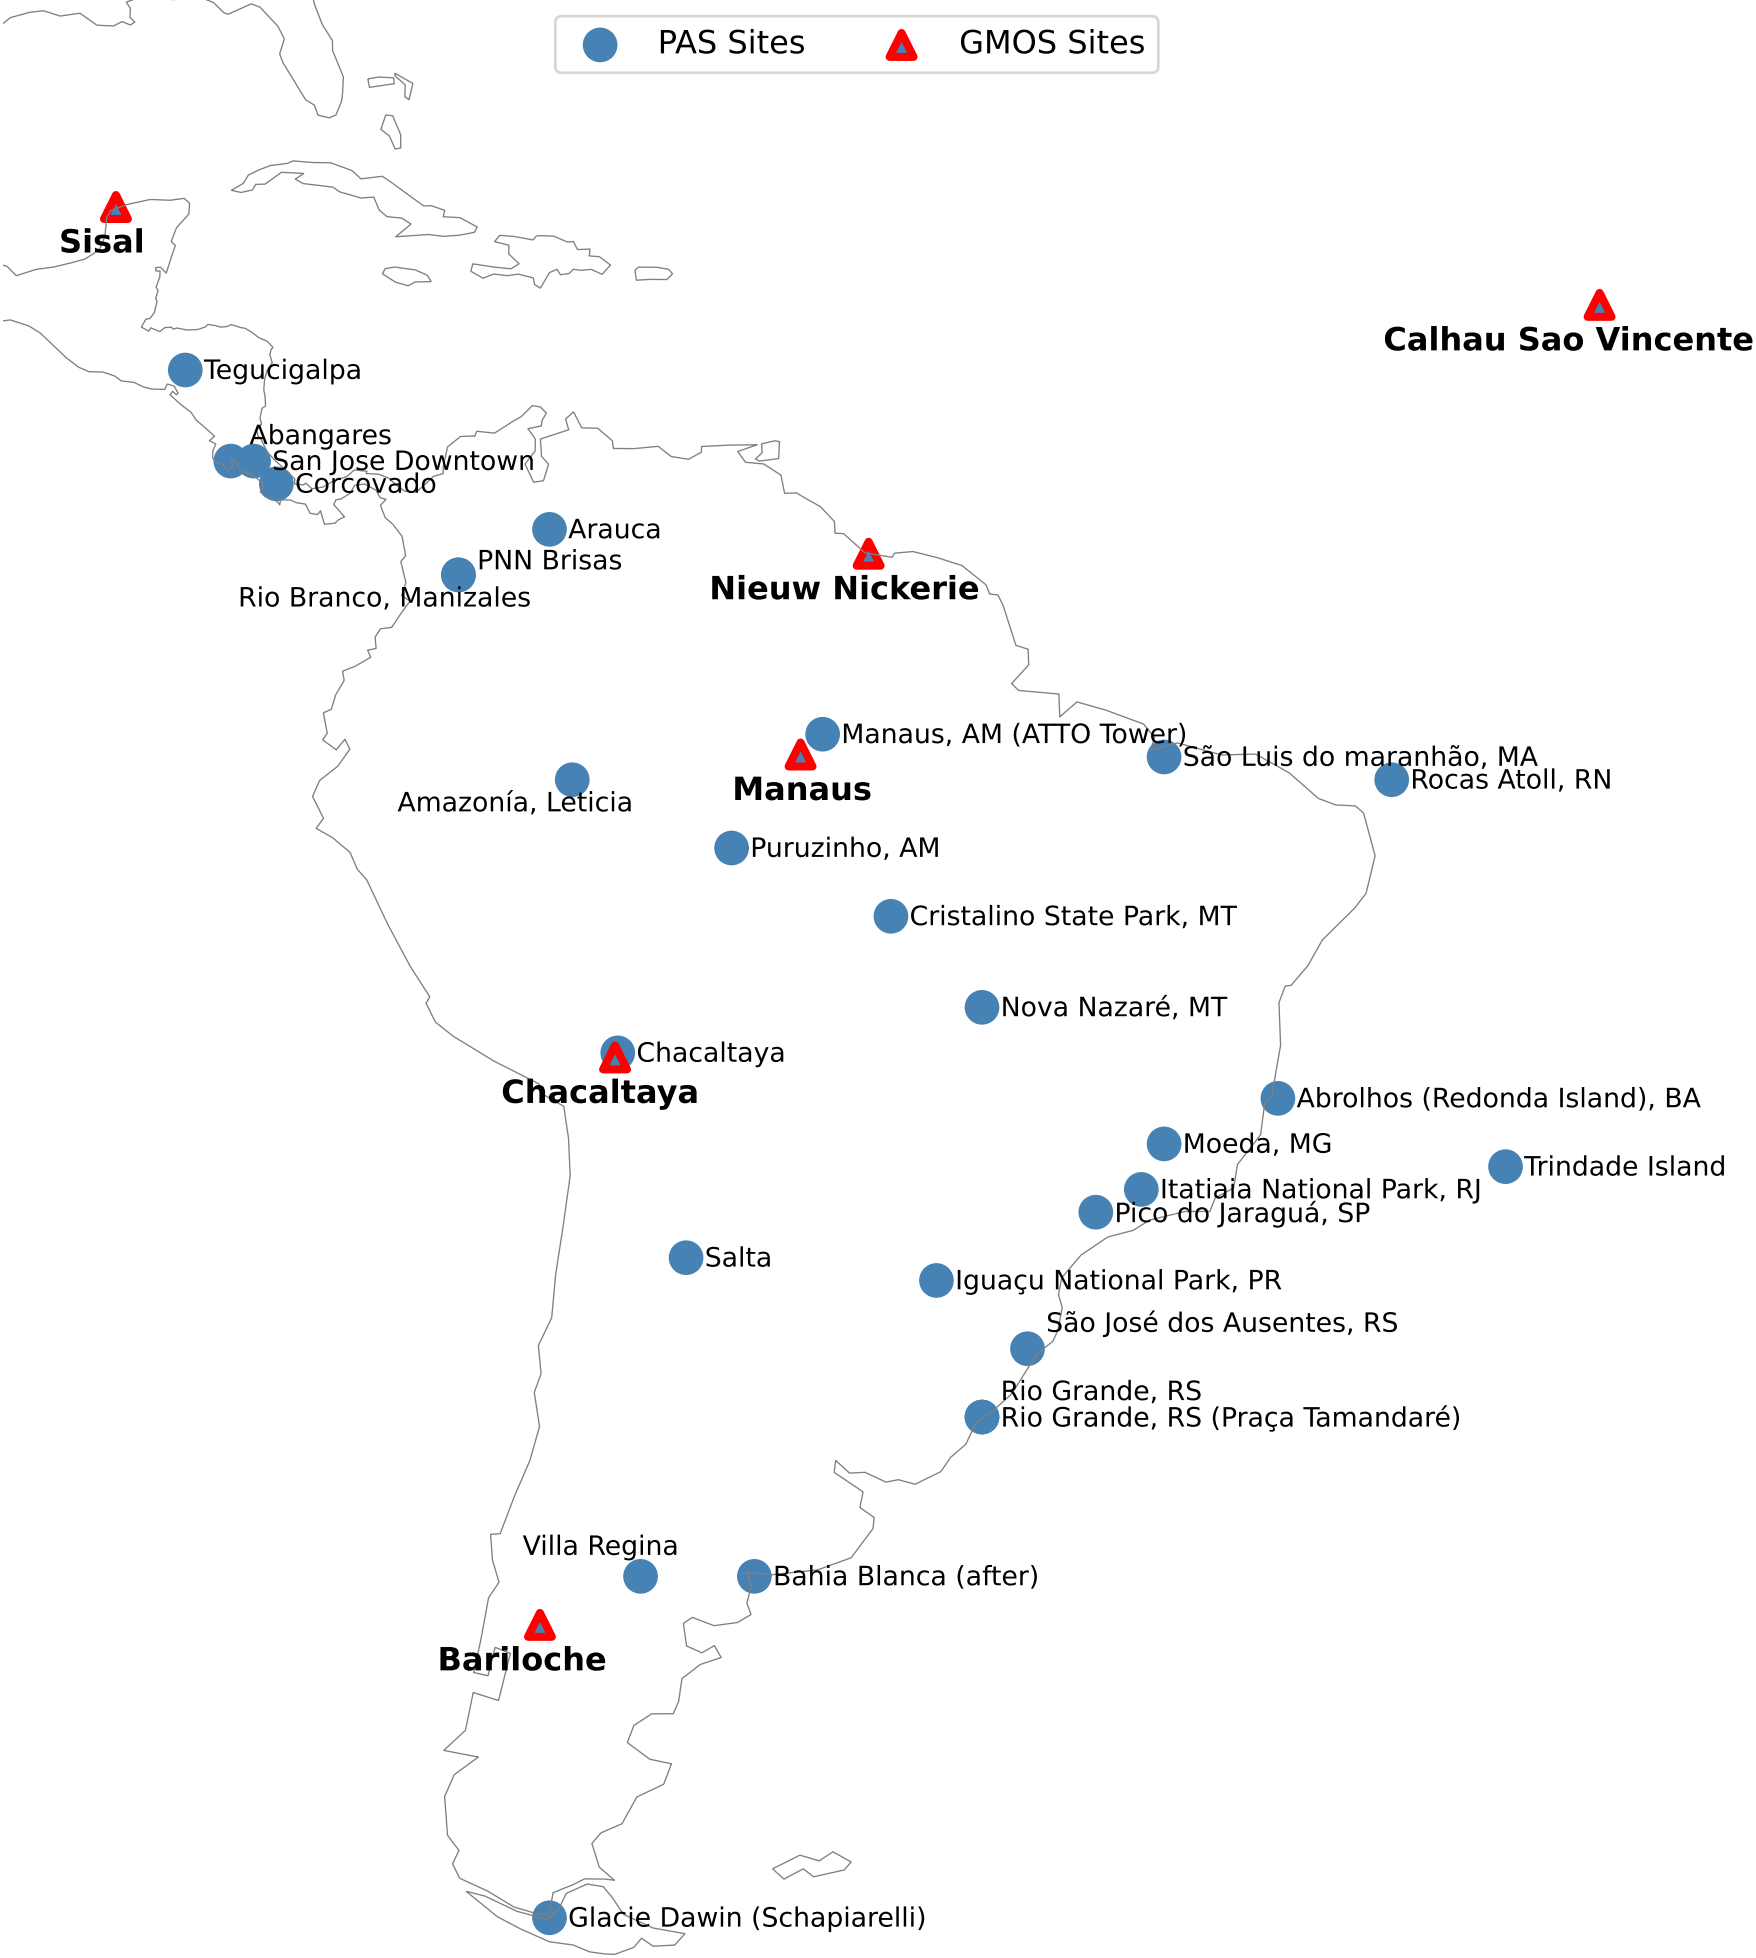 PAS Sites
GMOS Sites
Sisal
Calhau Sao Vincente
Tegucigalpa
Abangares
San Jose Downtown
Corcovado
Arauca
PNN Brisas
Rio Branco, Manizales
Nieuw Nickerie
Manaus, AM (ATTO Tower)
São Luis do maranhão, MA
Rocas Atoll, RN
Manaus
Amazonía, Leticia
Puruzinho, AM
Cristalino State Park, MT
Nova Nazaré, MT
Chacaltaya
Chacaltaya
Abrolhos (Redonda Island), BA
Moeda, MG
Trindade Island
Itatiaia National Park, RJ
Pico do Jaraguá, SP
Salta
Iguaçu National Park, PR
São José dos Ausentes, RS
Rio Grande, RS
Rio Grande, RS (Praça Tamandaré)
Villa Regina
Bahia Blanca (after)
Bariloche
Glacie Dawin (Schapiarelli)